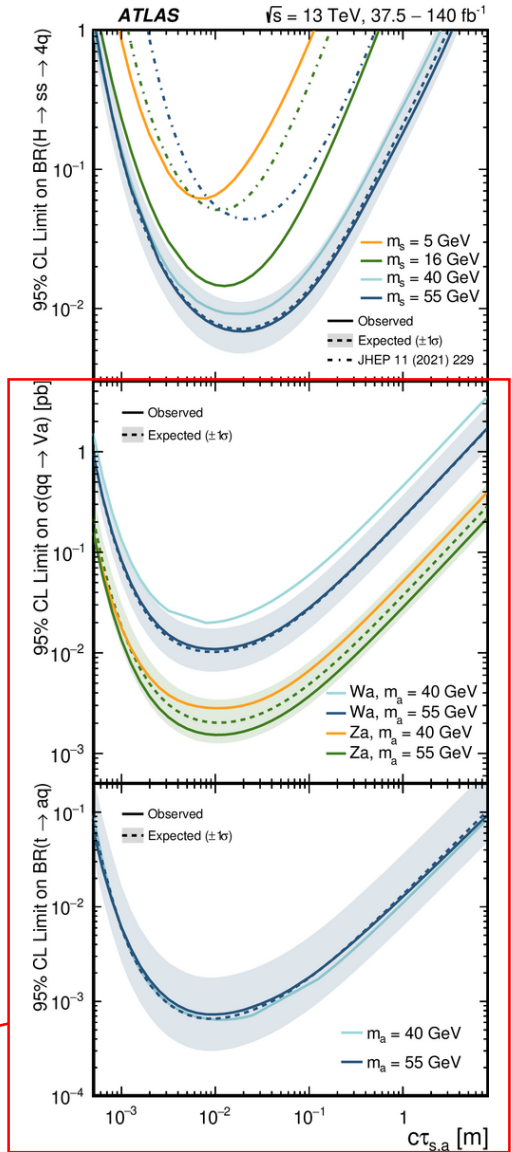 ATLAS √s = 13 TeV, 37.5 – 140 fb⁻¹
95% CL Limit on BR(H → ss → 4q)
1
10⁻¹
10⁻²
mₛ = 5 GeV
mₛ = 16 GeV
mₛ = 40 GeV
mₛ = 55 GeV
Observed
Expected (±1σ)
JHEP 11 (2021) 229
95% CL Limit on σ(qq → Va) [pb]
Observed
Expected (±1σ)
1
10⁻¹
10⁻²
10⁻³
Wa, mₐ = 40 GeV
Wa, mₐ = 55 GeV
Za, mₐ = 40 GeV
Za, mₐ = 55 GeV
95% CL Limit on BR(t → aq)
Observed
Expected (±1σ)
10⁻¹
10⁻²
10⁻³
10⁻⁴
mₐ = 40 GeV
mₐ = 55 GeV
10⁻³ 10⁻² 10⁻¹ 1
cτₛ,ₐ [m]